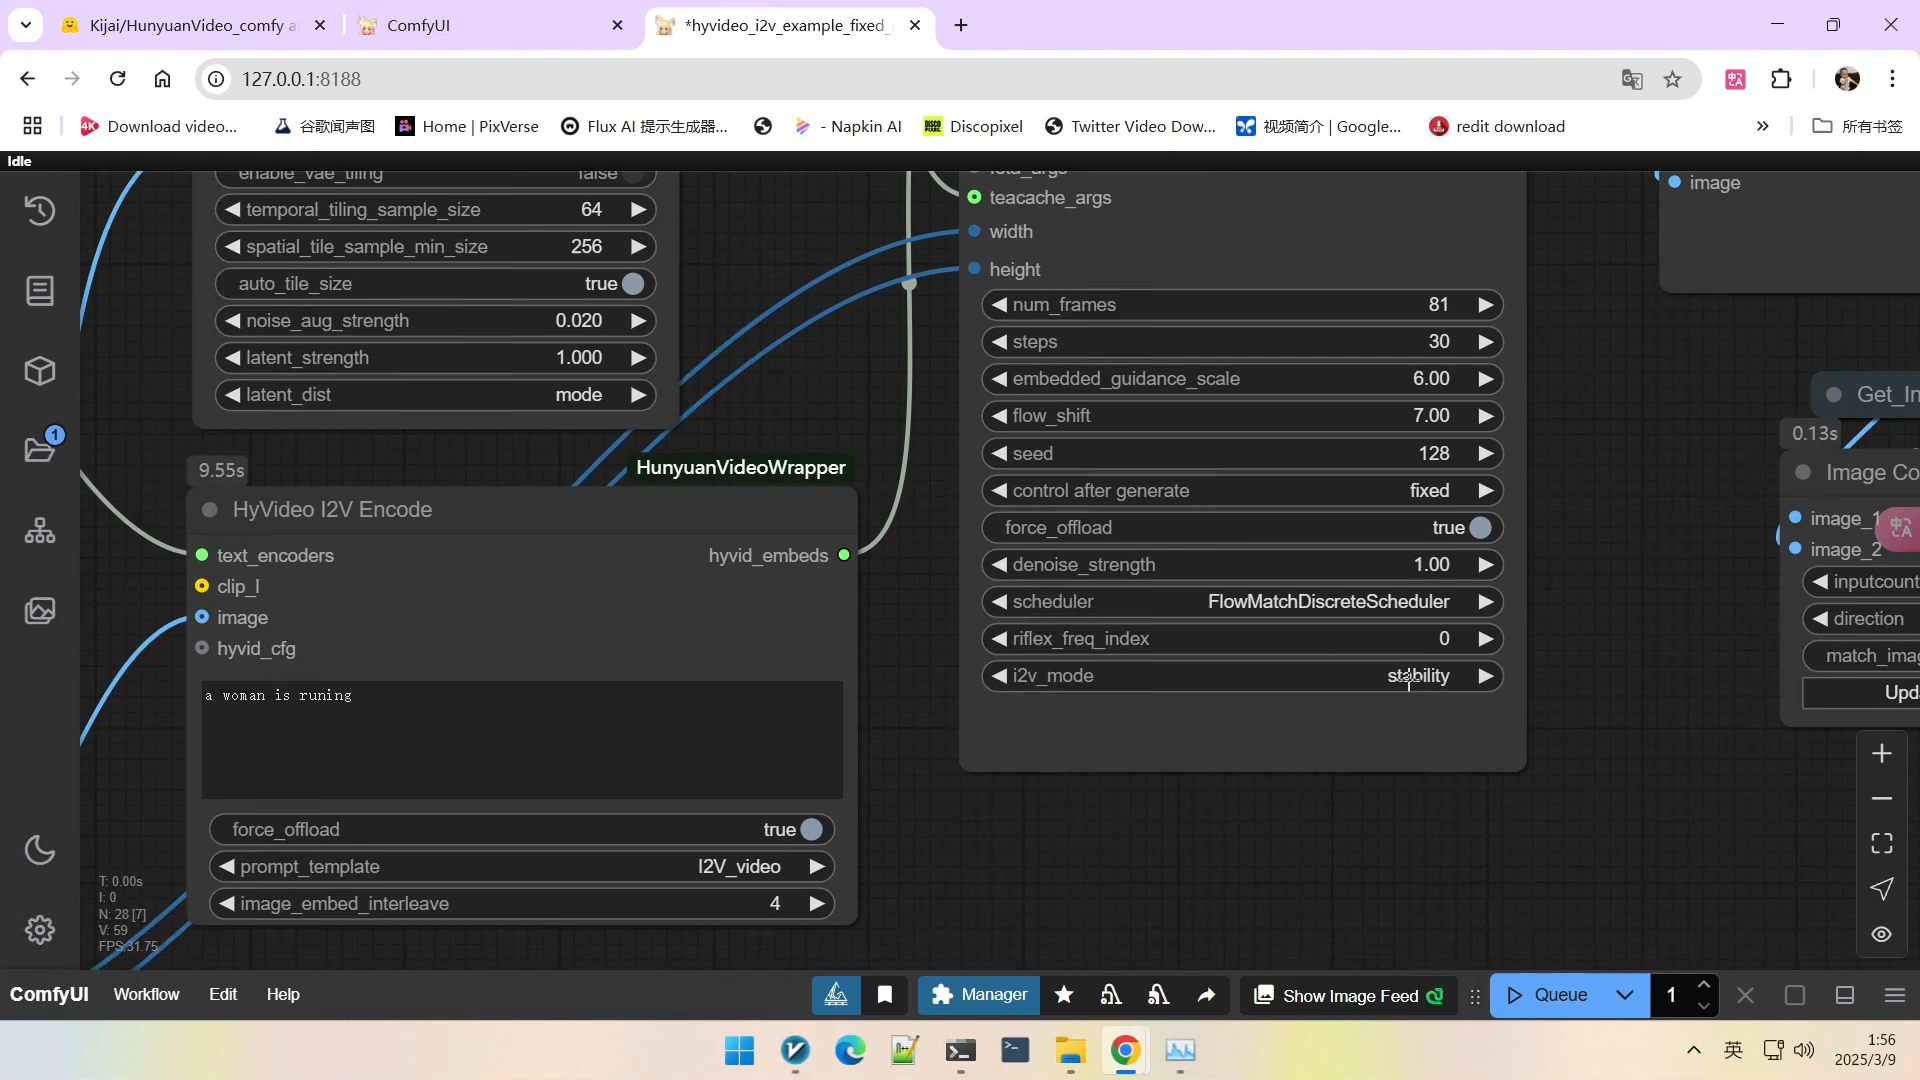 Kijai/HunyuanVideo_comfy a
ComfyUI
*hyvideo_i2v_example_fixed_
127.0.0.1:8188
Download video...
谷歌闻声图
Home | PixVerse
Flux AI 提示生成器...
- Napkin AI
Discopixel
Twitter Video Dow...
视频简介 | Google...
redit download
所有书签
Idle
enable_vae_tiling false
temporal_tiling_sample_size 64
spatial_tile_sample_min_size 256
auto_tile_size true
noise_aug_strength 0.020
latent_strength 1.000
latent_dist mode
9.55s
HunyuanVideoWrapper
HyVideo I2V Encode
text_encoders
hyvid_embeds
clip_l
image
hyvid_cfg
a woman is runing
force_offload true
prompt_template I2V_video
image_embed_interleave 4
teacache_args
width
height
num_frames 81
steps 30
embedded_guidance_scale 6.00
flow_shift 7.00
seed 128
control after generate fixed
force_offload true
denoise_strength 1.00
scheduler FlowMatchDiscreteScheduler
riflex_freq_index 0
i2v_mode stability
image
Get_In
0.13s
Image Co
image_1
image_2
inputcount
direction
match_imag
Upda
T: 0.00s
I: 0
N: 28 [7]
V: 59
FPS:31.75
1
ComfyUI
Workflow
Edit
Help
Manager
Show Image Feed
Queue
1
英
1:56
2025/3/9